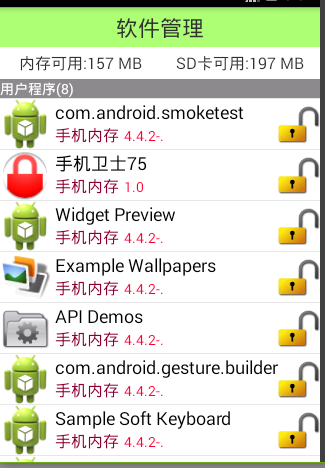 软件管理
内存可用:157 MB SD卡可用:197 MB
用户程序(8)
com.android.smoketest
手机内存 4.4.2-.
手机卫士75
手机内存 1.0
Widget Preview
手机内存 4.4.2-.
Example Wallpapers
手机内存 4.4.2-.
API Demos
手机内存 4.4.2-.
com.android.gesture.builder
手机内存 4.4.2-.
Sample Soft Keyboard
手机内存 4.4.2-.